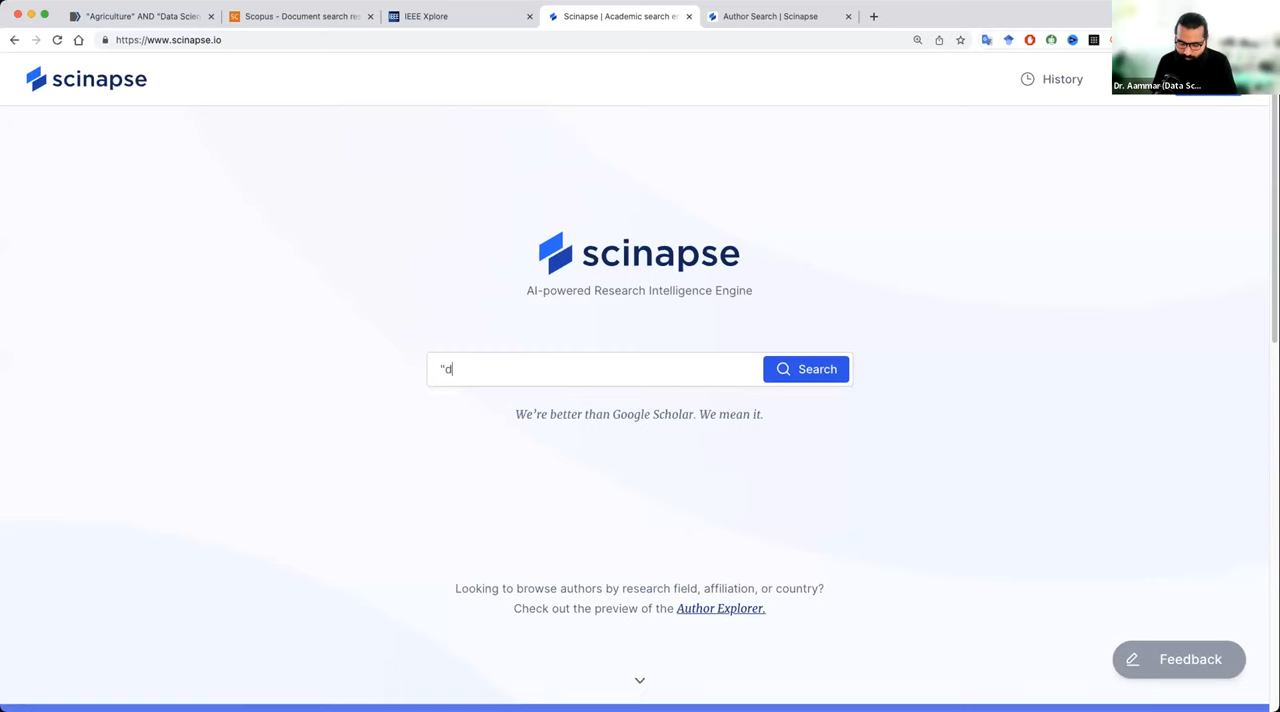 "Agriculture" AND "Data Scien
Scopus - Document search res
IEEE Xplore
Scinapse | Academic search en
Author Search | Scinapse
https://www.scinapse.io
scinapse
History
Dr. Aammar (Data Sc...
scinapse
AI-powered Research Intelligence Engine
"d
Search
We're better than Google Scholar. We mean it.
Looking to browse authors by research field, affiliation, or country?
Check out the preview of the Author Explorer.
Feedback